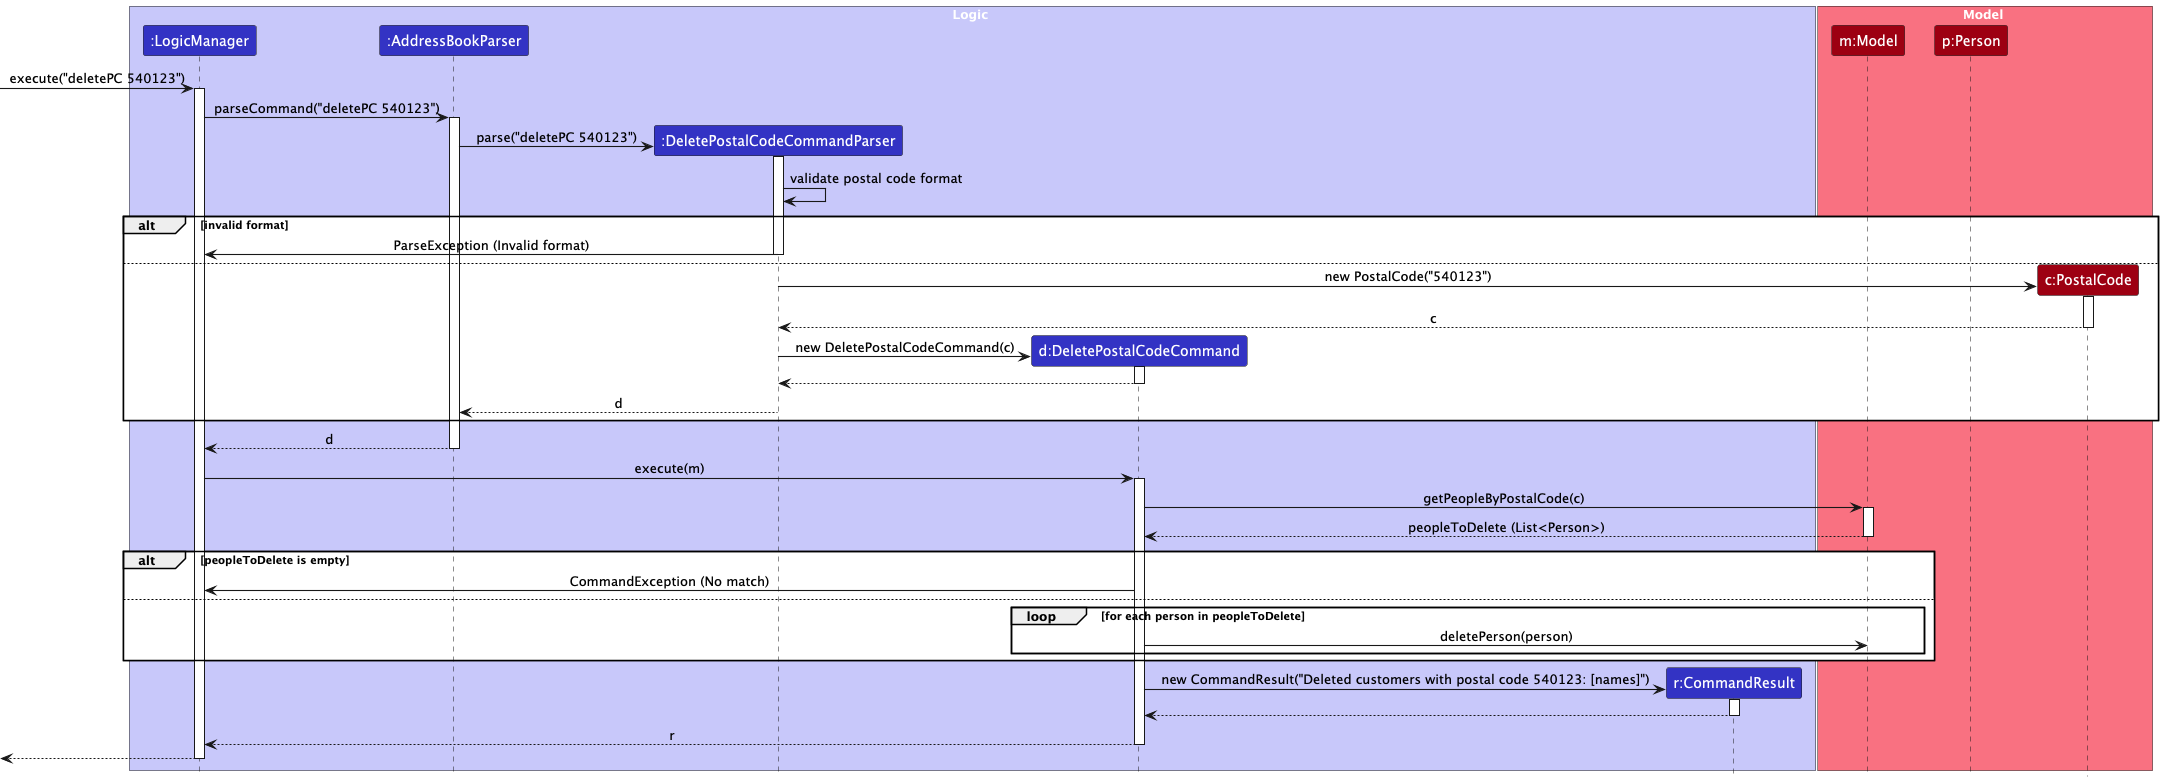 Logic
Model
:LogicManager
:AddressBookParser
m:Model
p:Person
execute("deletePC 540123")
parseCommand("deletePC 540123")
parse("deletePC 540123")
:DeletePostalCodeCommandParser
validate postal code format
alt
[invalid format]
ParseException (Invalid format)
new PostalCode("540123")
c:PostalCode
c
new DeletePostalCodeCommand(c)
d:DeletePostalCodeCommand
d
d
execute(m)
getPeopleByPostalCode(c)
peopleToDelete (List<Person>)
alt
[peopleToDelete is empty]
CommandException (No match)
loop
[for each person in peopleToDelete]
deletePerson(person)
new CommandResult("Deleted customers with postal code 540123: [names]")
r:CommandResult
r